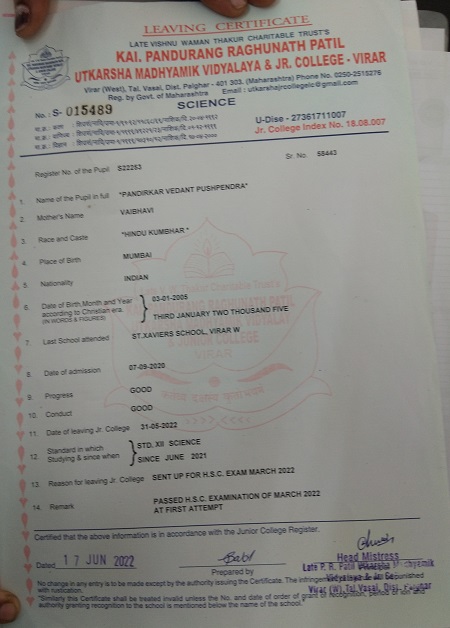 LEAVING CERTIFICATE
LATE VISHNU WAMAN THAKUR CHARITABLE TRUST'S
KAI. PANDURANG RAGHUNATH PATIL
UTKARSHA MADHYAMIK VIDYALAYA & JR. COLLEGE - VIRAR
Virar (West), Tal. Vasai, Dist. Palghar - 401 303. (Maharashtra) Phone No. 0250-2515276
Reg. by Govt. of Maharashtra Email : utkarshajrcollegelc@gmail.com
SCIENCE
No. : S- 015489
U-Dise - 27361711007
Jr. College Index No. 18.08.007
Register No. of the Pupil S22263
Sr. No. 58443
1. Name of the Pupil in full "PANDIRKAR VEDANT PUSHPENDRA"
2. Mother's Name VAIBHAVI
3. Race and Caste "HINDU KUMBHAR "
4. Place of Birth MUMBAI
5. Nationality INDIAN
6. Date of Birth,Month and Year according to Christian era. (IN WORDS & FIGURES) 03-01-2005
THIRD JANUARY TWO THOUSAND FIVE
7. Last School attended ST.XAVIERS SCHOOL, VIRAR W
8. Date of admission 07-09-2020
9. Progress GOOD
10. Conduct GOOD
11. Date of leaving Jr. College 31-05-2022
12. Standard in which Studying & since when STD. XII SCIENCE
SINCE JUNE 2021
13. Reason for leaving Jr. College SENT UP FOR H.S.C. EXAM MARCH 2022
14. Remark PASSED H.S.C. EXAMINATION OF MARCH 2022
AT FIRST ATTEMPT
Certified that the above information is in accordance with the Junior College Register.
Dated 17 JUN 2022
Prepared by
Head Mistress
Late P. R. Patil Utkarsha
Vidyalaya & Jr.
Virar (W), Tal. Vasai, Dist.
No change in any entry is to be made except by the authority issuing the Certificate. The
with rustication.
"Similarly this Certificate shall be treated invalid unless the No. and date of order of grant of recognition, period of
authority granting recognition to the school is mentioned below the name of the school."